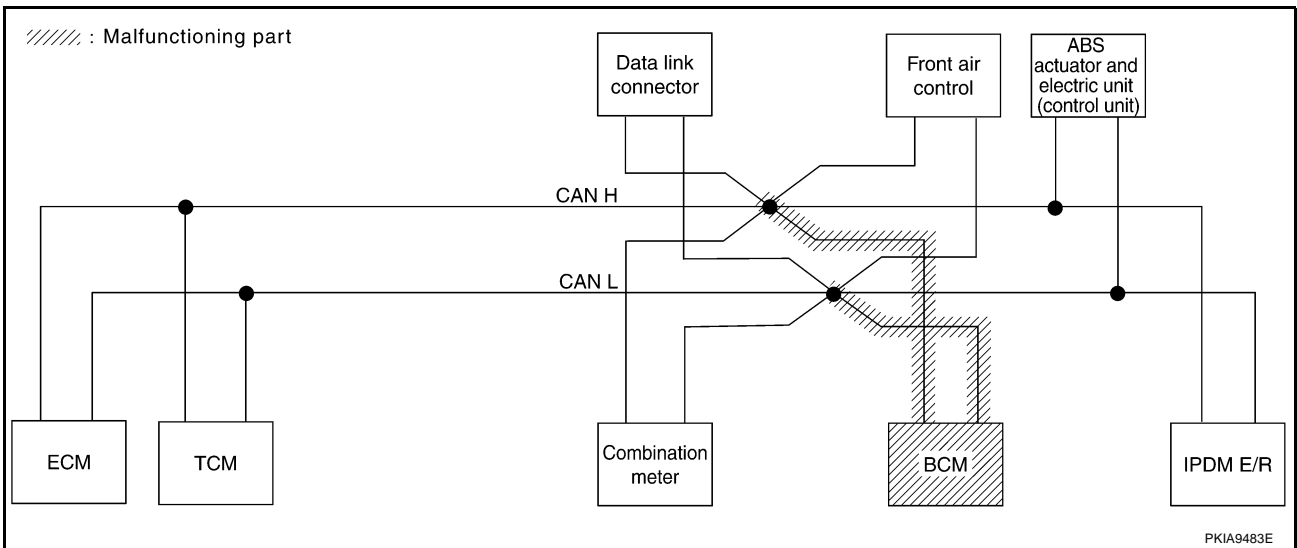 : Malfunctioning part
Data link
connector
Front air
control
ABS
actuator and
electric unit
(control unit)
CAN H
CAN L
ECM
TCM
Combination
meter
BCM
IPDM E/R
PKIA9483E